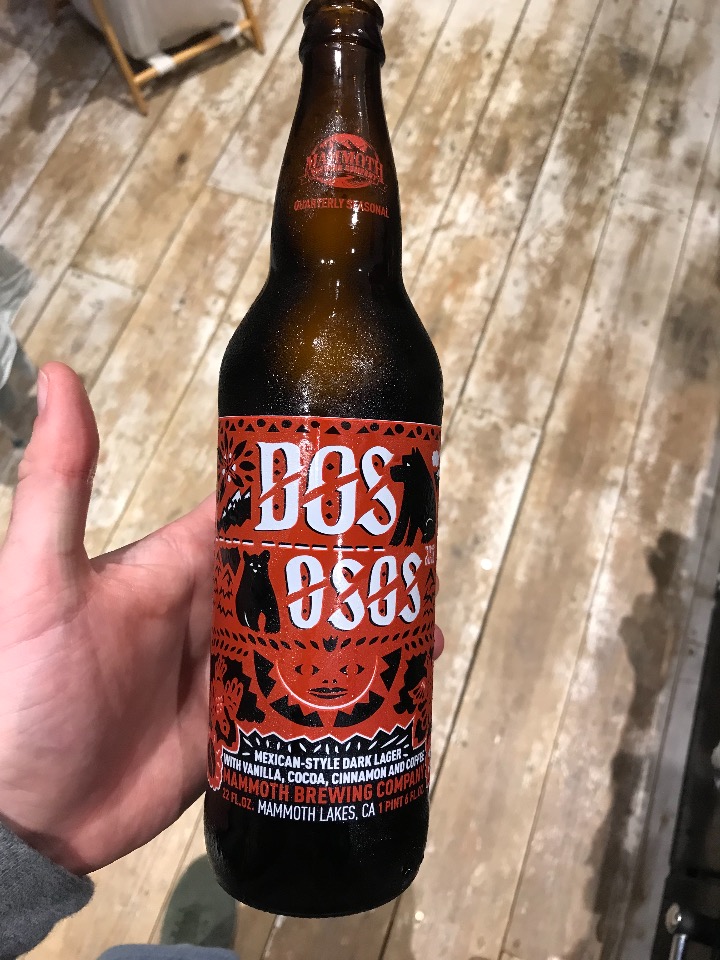 MAMMOTH
QUARTERLY SEASONAL
DOS
OSOS
MEXICAN-STYLE DARK LAGER
WITH VANILLA, COCOA, CINNAMON AND COFFEE
MAMMOTH BREWING COMPANY
22 FL.OZ. MAMMOTH LAKES, CA 1 PINT 6 FL.OZ.